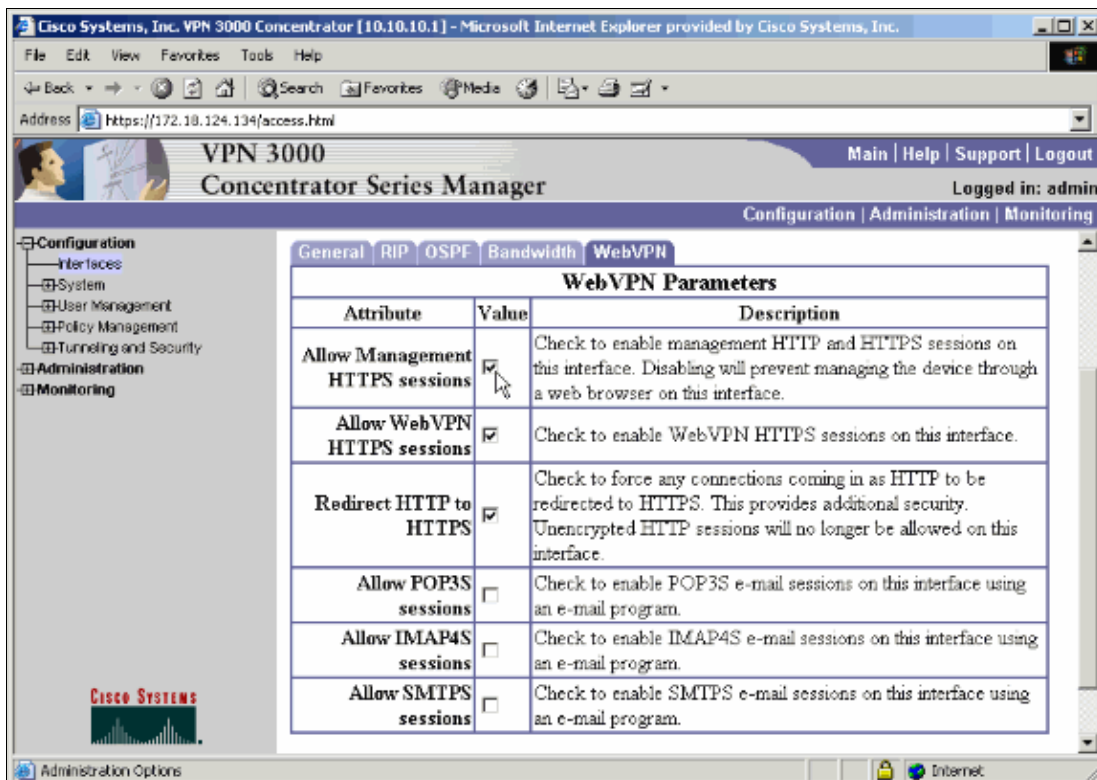 Cisco Systems, Inc. VPN 3000 Concentrator [10.10.10.1] - Microsoft Internet Explorer provided by Cisco Systems, Inc.
File Edit View Favorites Tools Help
Back Search Favorites Media
Address https://172.18.124.134/access.html
VPN 3000
Concentrator Series Manager
Main | Help | Support | Logout
Logged in: admin
Configuration | Administration | Monitoring
Configuration
Interfaces
System
User Management
Policy Management
Tunneling and Security
Administration
Monitoring
General RIP OSPF Bandwidth WebVPN
WebVPN Parameters
Attribute Value Description
Allow Management
HTTPS sessions
Check to enable management HTTP and HTTPS sessions on
this interface. Disabling will prevent managing the device through
a web browser on this interface.
Allow WebVPN
HTTPS sessions
Check to enable WebVPN HTTPS sessions on this interface.
Redirect HTTP to
HTTPS
Check to force any connections coming in as HTTP to be
redirected to HTTPS. This provides additional security.
Unencrypted HTTP sessions will no longer be allowed on this
interface.
Allow POP3S
sessions
Check to enable POP3S e-mail sessions on this interface using
an e-mail program.
Allow IMAP4S
sessions
Check to enable IMAP4S e-mail sessions on this interface using
an e-mail program.
Allow SMTPS
sessions
Check to enable SMTPS e-mail sessions on this interface using
an e-mail program.
CISCO SYSTEMS
Administration Options
Internet